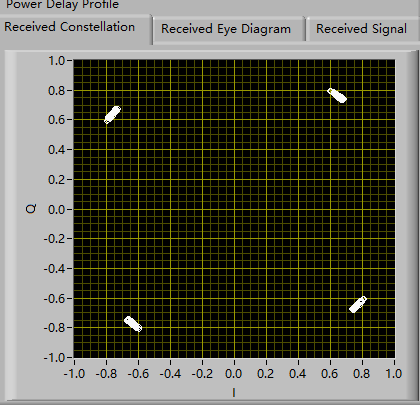 Power Delay Profile
Received Constellation
Received Eye Diagram
Received Signal
1.0
0.8
0.6
0.4
0.2
0.0
-0.2
-0.4
-0.6
-0.8
-1.0
Q
-1.0 -0.8 -0.6 -0.4 -0.2 0.0 0.2 0.4 0.6 0.8 1.0
I